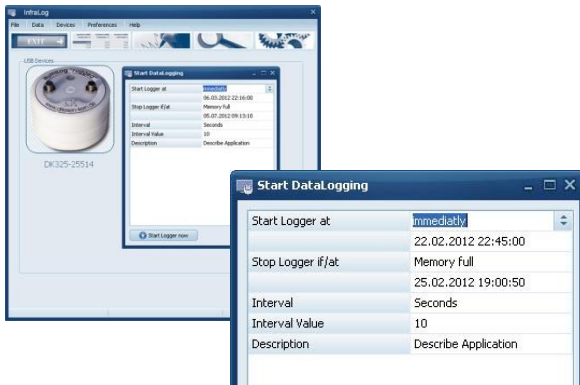 InfraLog
File Data Devices Preferences Help
EXIT
USB Devices
DK325-25514
Start DataLogging
Start Logger at immediatly
06.03.2012 22:16:00
Stop Logger if/at Memory full
05.07.2012 09:13:10
Interval Seconds
Interval Value 10
Description Describe Application
Start Logger now
Start DataLogging
Start Logger at immediatly
22.02.2012 22:45:00
Stop Logger if/at Memory full
25.02.2012 19:00:50
Interval Seconds
Interval Value 10
Description Describe Application